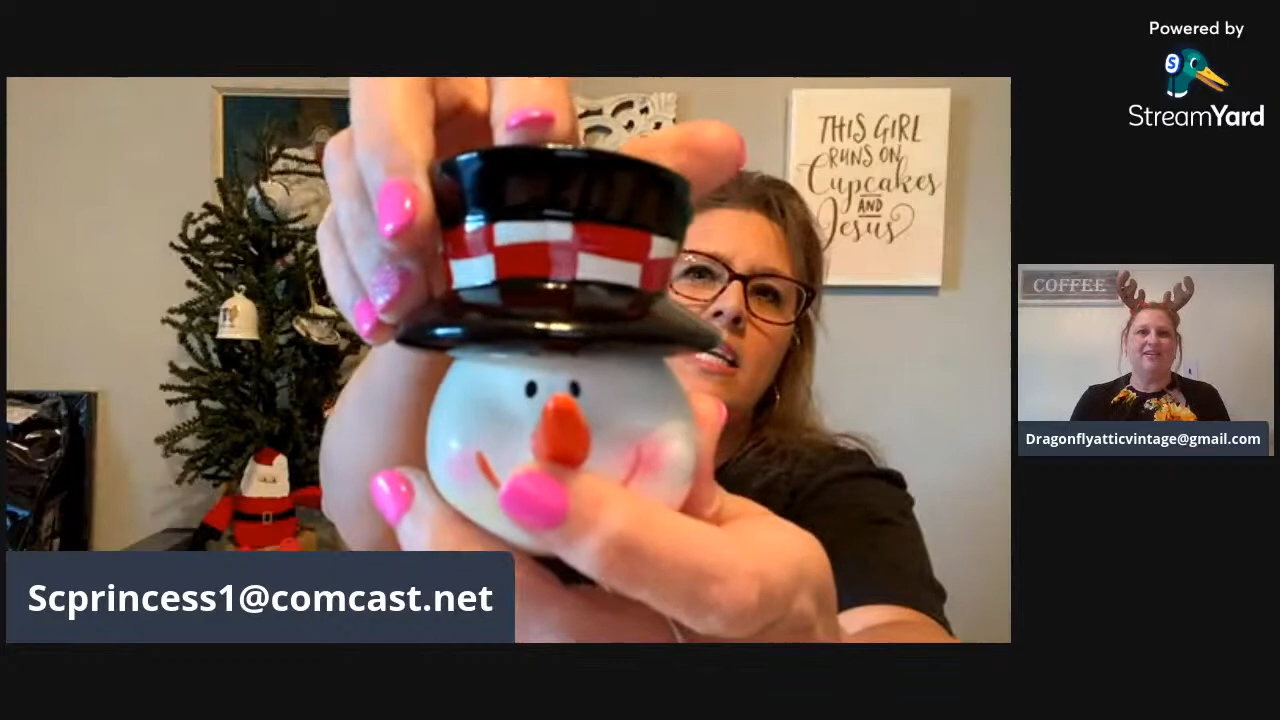 Powered by
StreamYard
THIS GIRL
RUNS ON
Cupcakes
AND
Jesus
COFFEE
Dragonflyatticvintage@gmail.com
Scprincess1@comcast.net